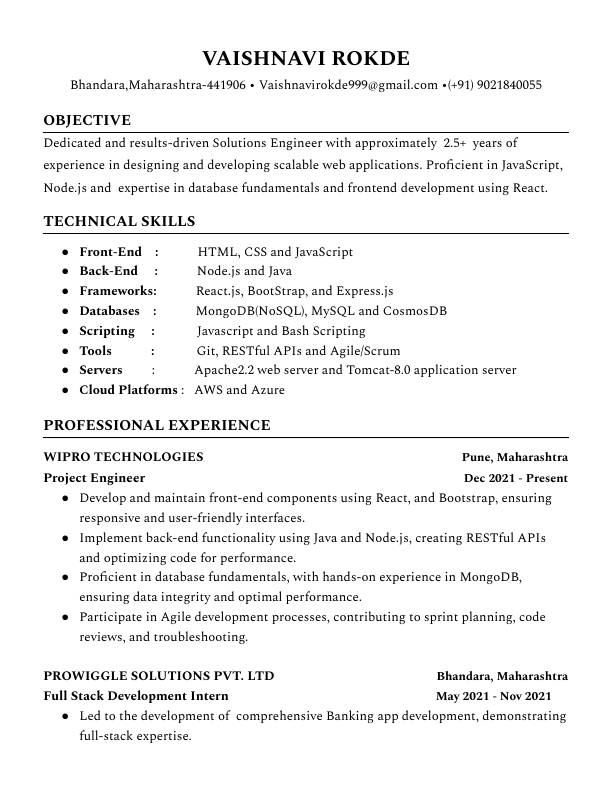 VAISHNAVI ROKDE
Bhandara,Maharashtra-441906 • Vaishnavirokde999@gmail.com •(+91) 9021840055
OBJECTIVE
Dedicated and results-driven Solutions Engineer with approximately 2.5+ years of
experience in designing and developing scalable web applications. Proficient in JavaScript,
Node.js and expertise in database fundamentals and frontend development using React.
TECHNICAL SKILLS
● Front-End : HTML, CSS and JavaScript
● Back-End : Node.js and Java
● Frameworks: React.js, BootStrap, and Express.js
● Databases : MongoDB(NoSQL), MySQL and CosmosDB
● Scripting : Javascript and Bash Scripting
● Tools : Git, RESTful APIs and Agile/Scrum
● Servers : Apache2.2 web server and Tomcat-8.0 application server
● Cloud Platforms : AWS and Azure
PROFESSIONAL EXPERIENCE
WIPRO TECHNOLOGIES Pune, Maharashtra
Project Engineer Dec 2021 - Present
● Develop and maintain front-end components using React, and Bootstrap, ensuring
responsive and user-friendly interfaces.
● Implement back-end functionality using Java and Node.js, creating RESTful APIs
and optimizing code for performance.
● Proficient in database fundamentals, with hands-on experience in MongoDB,
ensuring data integrity and optimal performance.
● Participate in Agile development processes, contributing to sprint planning, code
reviews, and troubleshooting.
PROWIGGLE SOLUTIONS PVT. LTD Bhandara, Maharashtra
Full Stack Development Intern May 2021 - Nov 2021
● Led to the development of comprehensive Banking app development, demonstrating
full-stack expertise.